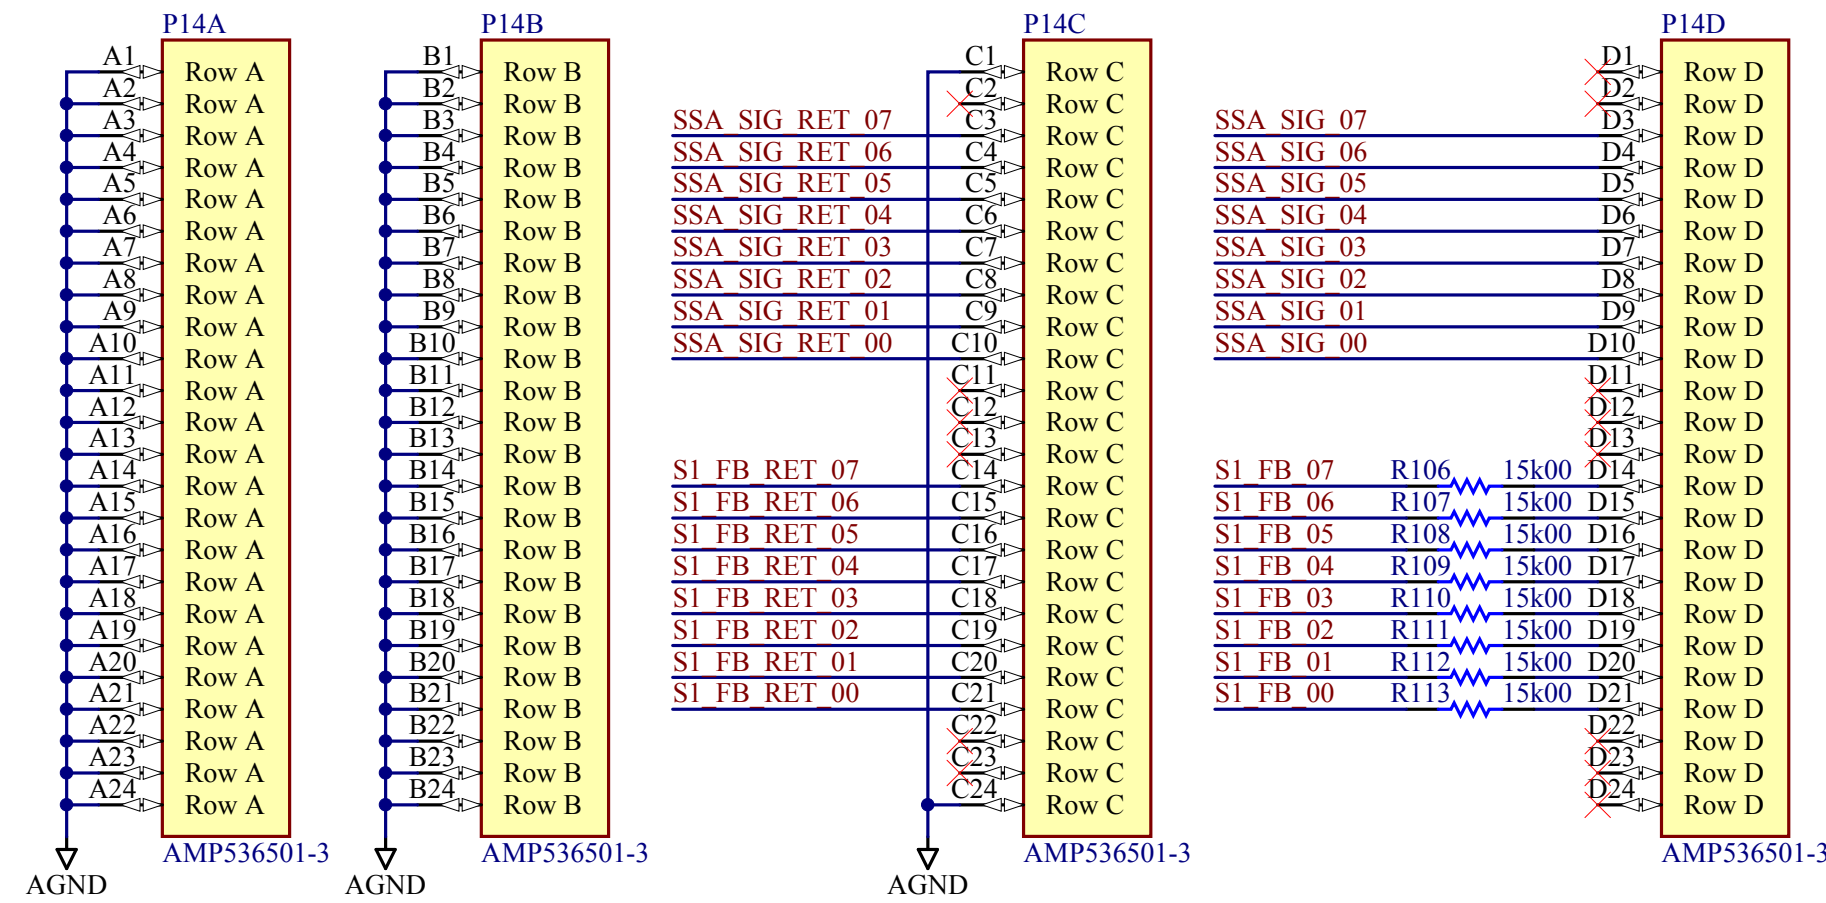 P14A P14B P14C P14D
A1 Row A B1 Row B C1 Row C D1 Row D
A2 Row A B2 Row B C2 Row C D2 Row D
A3 Row A B3 Row B SSA_SIG_RET_07 C3 Row C SSA_SIG_07 D3 Row D
A4 Row A B4 Row B SSA_SIG_RET_06 C4 Row C SSA_SIG_06 D4 Row D
A5 Row A B5 Row B SSA_SIG_RET_05 C5 Row C SSA_SIG_05 D5 Row D
A6 Row A B6 Row B SSA_SIG_RET_04 C6 Row C SSA_SIG_04 D6 Row D
A7 Row A B7 Row B SSA_SIG_RET_03 C7 Row C SSA_SIG_03 D7 Row D
A8 Row A B8 Row B SSA_SIG_RET_02 C8 Row C SSA_SIG_02 D8 Row D
A9 Row A B9 Row B SSA_SIG_RET_01 C9 Row C SSA_SIG_01 D9 Row D
A10 Row A B10 Row B SSA_SIG_RET_00 C10 Row C SSA_SIG_00 D10 Row D
A11 Row A B11 Row B C11 Row C D11 Row D
A12 Row A B12 Row B C12 Row C D12 Row D
A13 Row A B13 Row B C13 Row C D13 Row D
A14 Row A B14 Row B S1_FB_RET_07 C14 Row C S1_FB_07 R106 15k00 D14 Row D
A15 Row A B15 Row B S1_FB_RET_06 C15 Row C S1_FB_06 R107 15k00 D15 Row D
A16 Row A B16 Row B S1_FB_RET_05 C16 Row C S1_FB_05 R108 15k00 D16 Row D
A17 Row A B17 Row B S1_FB_RET_04 C17 Row C S1_FB_04 R109 15k00 D17 Row D
A18 Row A B18 Row B S1_FB_RET_03 C18 Row C S1_FB_03 R110 15k00 D18 Row D
A19 Row A B19 Row B S1_FB_RET_02 C19 Row C S1_FB_02 R111 15k00 D19 Row D
A20 Row A B20 Row B S1_FB_RET_01 C20 Row C S1_FB_01 R112 15k00 D20 Row D
A21 Row A B21 Row B S1_FB_RET_00 C21 Row C S1_FB_00 R113 15k00 D21 Row D
A22 Row A B22 Row B C22 Row C D22 Row D
A23 Row A B23 Row B C23 Row C D23 Row D
A24 Row A B24 Row B C24 Row C D24 Row D
AMP536501-3 AMP536501-3 AMP536501-3 AMP536501-3
AGND AGND AGND